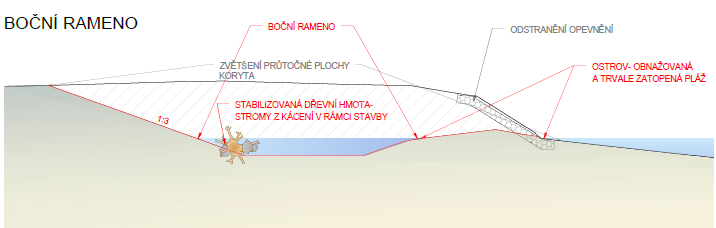 BOČNÍ RAMENO
BOČNÍ RAMENO
ODSTRANĚNÍ OPEVNĚNÍ
ZVĚTŠENÍ PRŮTOČNÉ PLOCHY
KORYTA
OSTROV- OBNAŽOVANÁ
A TRVALE ZATOPENÁ PLÁŽ
STABILIZOVANÁ DŘEVNÍ HMOTA-
STROMY Z KÁCENÍ V RÁMCI STAVBY
1:3